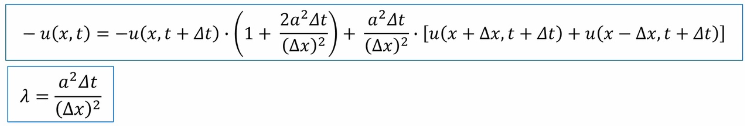 −u(x,t) = −u(x,t + Δt) · (1 + 2a²Δt/(Δx)²) + a²Δt/(Δx)² · [u(x + Δx,t + Δt) + u(x − Δx,t + Δt)]
λ = a²Δt/(Δx)²